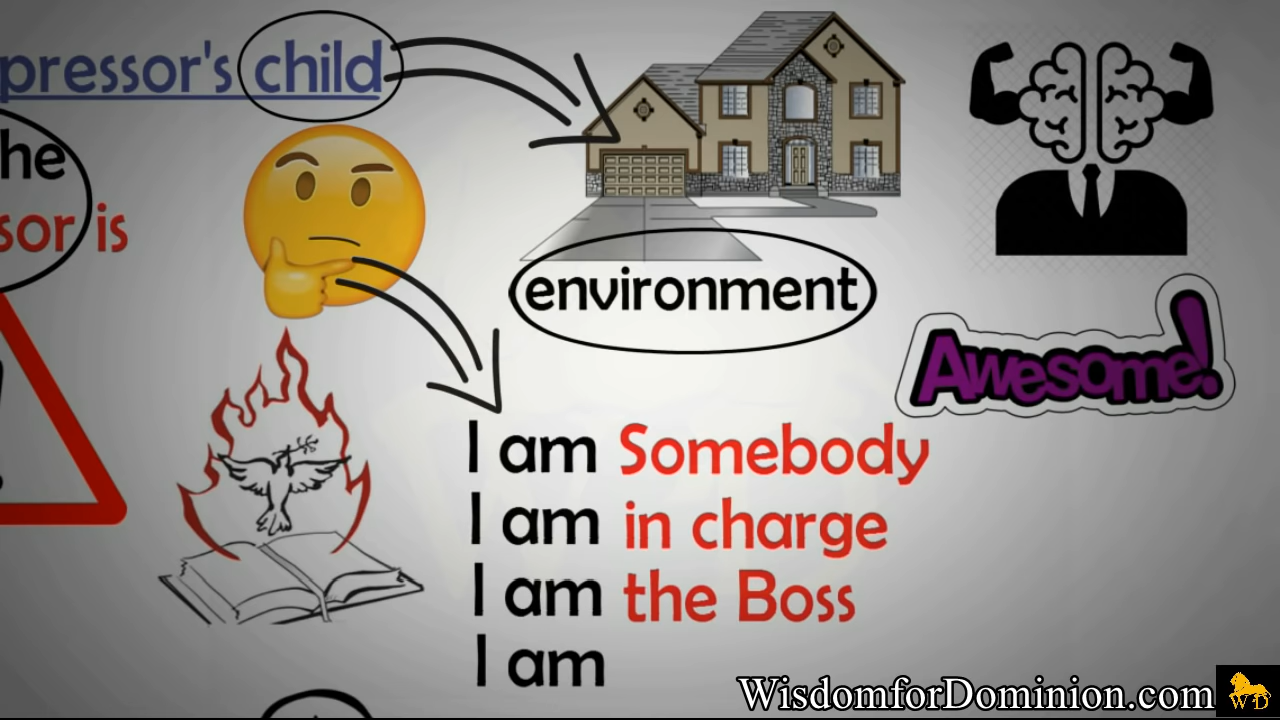 pressor's child
he
sor is
environment
Awesome!
I am Somebody
I am in charge
I am the Boss
I am
WisdomforDominion.com
WD